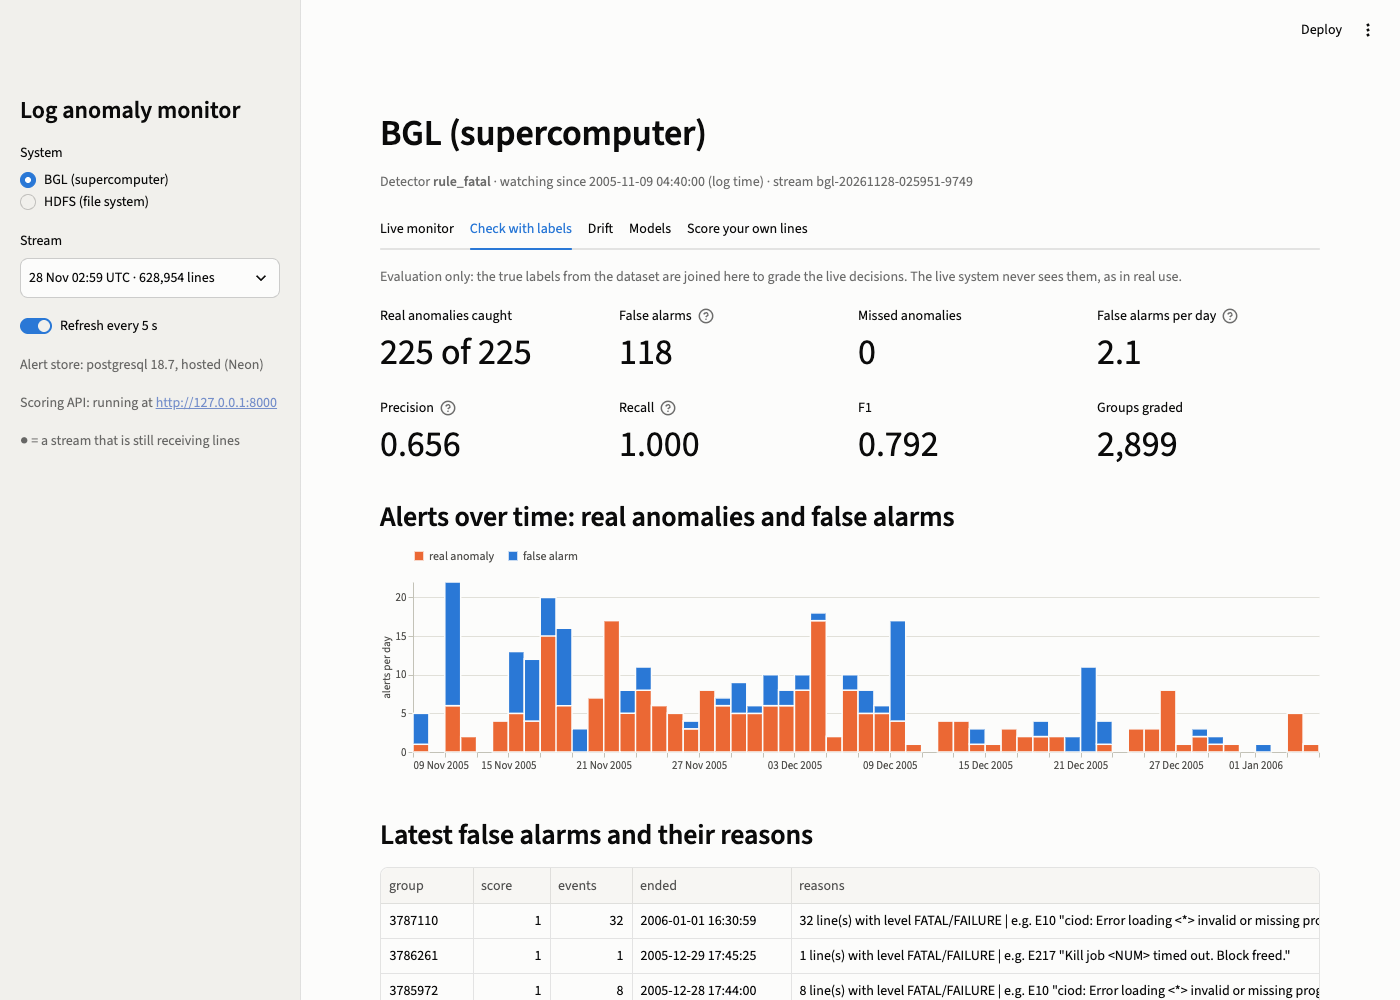 Deploy
Log anomaly monitor
System
BGL (supercomputer)
HDFS (file system)
Stream
28 Nov 02:59 UTC · 628,954 lines
Refresh every 5 s
Alert store: postgresql 18.7, hosted (Neon)
Scoring API: running at http://127.0.0.1:8000
● = a stream that is still receiving lines
BGL (supercomputer)
Detector rule_fatal · watching since 2005-11-09 04:40:00 (log time) · stream bgl-20261128-025951-9749
Live monitor Check with labels Drift Models Score your own lines
Evaluation only: the true labels from the dataset are joined here to grade the live decisions. The live system never sees them, as in real use.
Real anomalies caught False alarms Missed anomalies False alarms per day
225 of 225 118 0 2.1
Precision Recall F1 Groups graded
0.656 1.000 0.792 2,899
Alerts over time: real anomalies and false alarms
real anomaly false alarm
alerts per day
20
15
10
5
0
09 Nov 2005 15 Nov 2005 21 Nov 2005 27 Nov 2005 03 Dec 2005 09 Dec 2005 15 Dec 2005 21 Dec 2005 27 Dec 2005 01 Jan 2006
Latest false alarms and their reasons
group score events ended reasons
3787110 1 32 2006-01-01 16:30:59 32 line(s) with level FATAL/FAILURE | e.g. E10 "ciod: Error loading <*> invalid or missing pro
3786261 1 1 2005-12-29 17:45:25 1 line(s) with level FATAL/FAILURE | e.g. E217 "Kill job <NUM> timed out. Block freed."
3785972 1 8 2005-12-28 17:44:00 8 line(s) with level FATAL/FAILURE | e.g. E10 "ciod: Error loading <*> invalid or missing prog